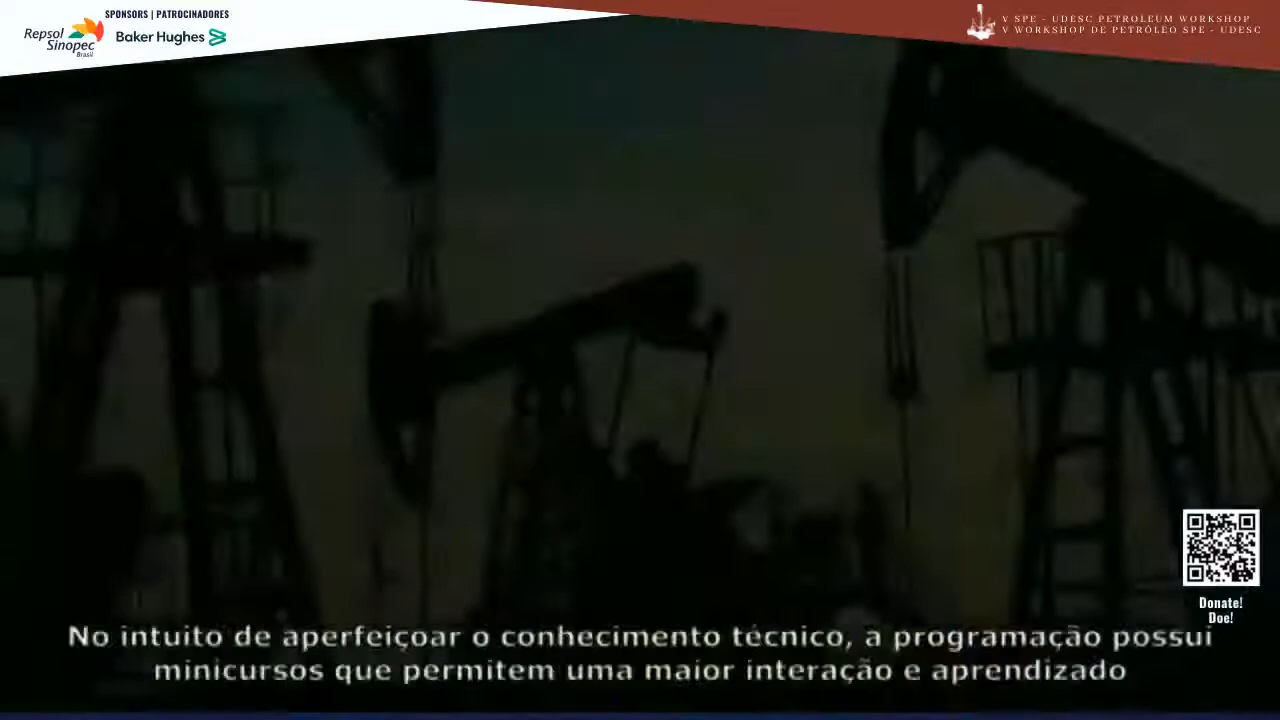 SPONSORS | PATROCINADORES
Repsol
Sinopec
Brasil
Baker Hughes
V SPE - UDESC PETROLEUM WORKSHOP
V WORKSHOP DE PETRÓLEO SPE - UDESC
Donate!
Doe!
No intuito de aperfeiçoar o conhecimento técnico, a programação possui
minicursos que permitem uma maior interação e aprendizado